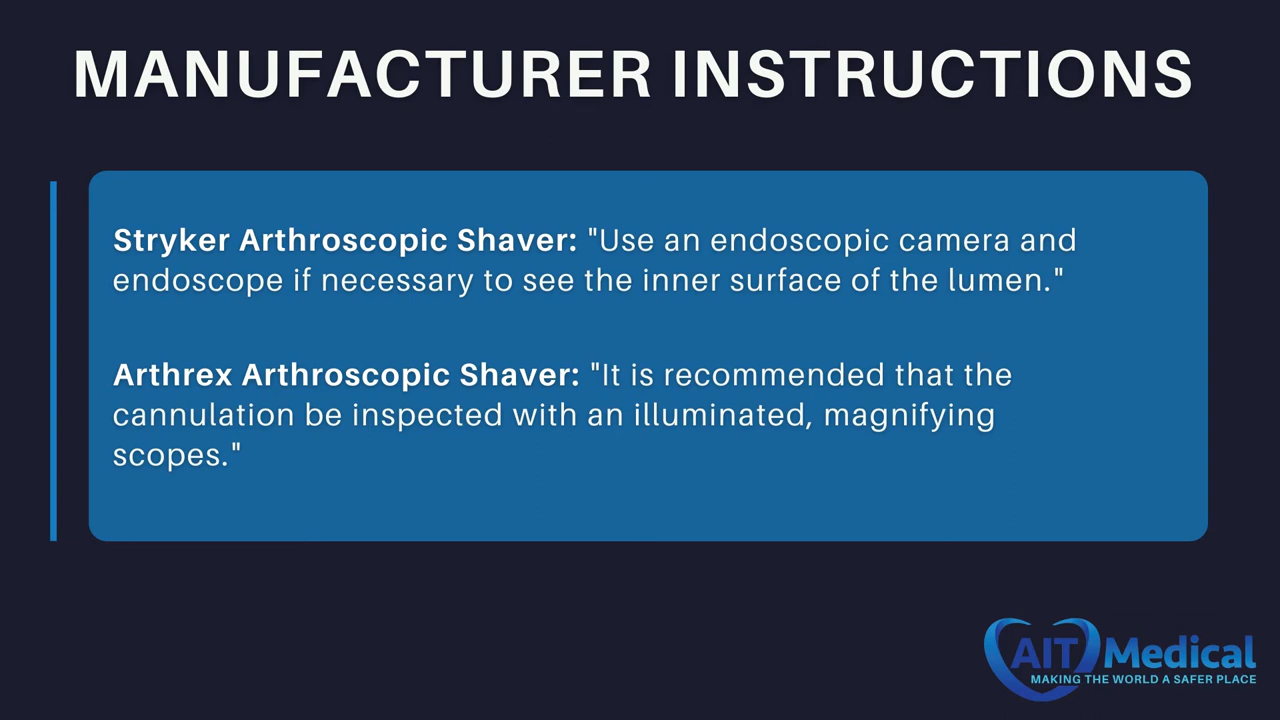 MANUFACTURER INSTRUCTIONS
Stryker Arthroscopic Shaver: "Use an endoscopic camera and
endoscope if necessary to see the inner surface of the lumen."
Arthrex Arthroscopic Shaver: "It is recommended that the
cannulation be inspected with an illuminated, magnifying
scopes."
AIT Medical
MAKING THE WORLD A SAFER PLACE